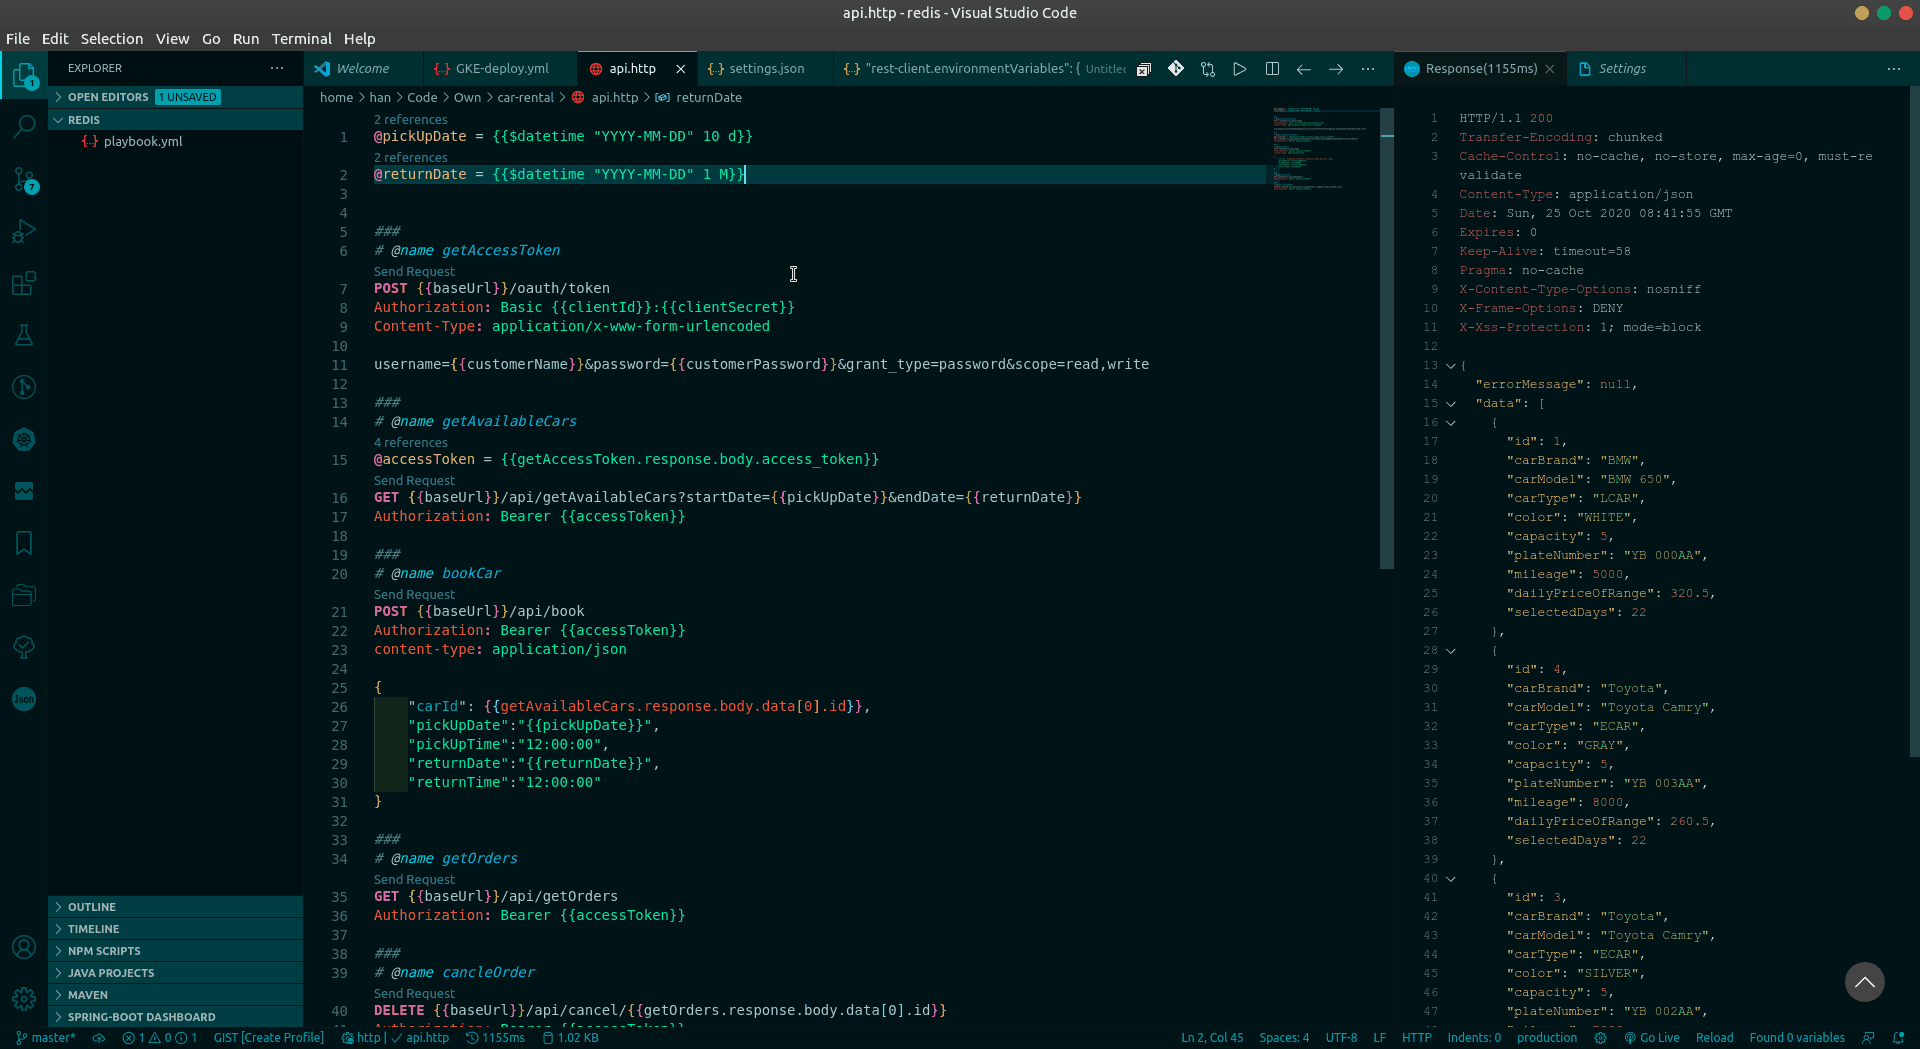 api.http - redis - Visual Studio Code
File Edit Selection View Go Run Terminal Help
EXPLORER
OPEN EDITORS 1 UNSAVED
REDIS
playbook.yml
OUTLINE
TIMELINE
NPM SCRIPTS
JAVA PROJECTS
MAVEN
SPRING-BOOT DASHBOARD
1
7
Json
Welcome GKE-deploy.yml api.http settings.json "rest-client.environmentVariables": { Untitled
home > han > Code > Own > car-rental > api.http > returnDate
2 references
1 @pickUpDate = {{$datetime "YYYY-MM-DD" 10 d}}
2 references
2 @returnDate = {{$datetime "YYYY-MM-DD" 1 M}}
3
4
5 ###
6 # @name getAccessToken
Send Request
7 POST {{baseUrl}}/oauth/token
8 Authorization: Basic {{clientId}}:{{clientSecret}}
9 Content-Type: application/x-www-form-urlencoded
10
11 username={{customerName}}&password={{customerPassword}}&grant_type=password&scope=read,write
12
13 ###
14 # @name getAvailableCars
4 references
15 @accessToken = {{getAccessToken.response.body.access_token}}
Send Request
16 GET {{baseUrl}}/api/getAvailableCars?startDate={{pickUpDate}}&endDate={{returnDate}}
17 Authorization: Bearer {{accessToken}}
18
19 ###
20 # @name bookCar
Send Request
21 POST {{baseUrl}}/api/book
22 Authorization: Bearer {{accessToken}}
23 content-type: application/json
24
25 {
26 "carId": {{getAvailableCars.response.body.data[0].id}},
27 "pickUpDate":"{{pickUpDate}}",
28 "pickUpTime":"12:00:00",
29 "returnDate":"{{returnDate}}",
30 "returnTime":"12:00:00"
31 }
32
33 ###
34 # @name getOrders
Send Request
35 GET {{baseUrl}}/api/getOrders
36 Authorization: Bearer {{accessToken}}
37
38 ###
39 # @name cancleOrder
Send Request
40 DELETE {{baseUrl}}/api/cancel/{{getOrders.response.body.data[0].id}}
41 Authorization: Bearer {{accessToken}}
Response(1155ms) Settings
1 HTTP/1.1 200
2 Transfer-Encoding: chunked
3 Cache-Control: no-cache, no-store, max-age=0, must-re
validate
4 Content-Type: application/json
5 Date: Sun, 25 Oct 2020 08:41:55 GMT
6 Expires: 0
7 Keep-Alive: timeout=58
8 Pragma: no-cache
9 X-Content-Type-Options: nosniff
10 X-Frame-Options: DENY
11 X-Xss-Protection: 1; mode=block
12
13 {
14 "errorMessage": null,
15 "data": [
16 {
17 "id": 1,
18 "carBrand": "BMW",
19 "carModel": "BMW 650",
20 "carType": "LCAR",
21 "color": "WHITE",
22 "capacity": 5,
23 "plateNumber": "YB 000AA",
24 "mileage": 5000,
25 "dailyPriceOfRange": 320.5,
26 "selectedDays": 22
27 },
28 {
29 "id": 4,
30 "carBrand": "Toyota",
31 "carModel": "Toyota Camry",
32 "carType": "ECAR",
33 "color": "GRAY",
34 "capacity": 5,
35 "plateNumber": "YB 003AA",
36 "mileage": 8000,
37 "dailyPriceOfRange": 260.5,
38 "selectedDays": 22
39 },
40 {
41 "id": 3,
42 "carBrand": "Toyota",
43 "carModel": "Toyota Camry",
44 "carType": "ECAR",
45 "color": "SILVER",
46 "capacity": 5,
47 "plateNumber": "YB 002AA",
master* 1 0 1 GIST [Create Profile] http | api.http 1155ms 1.02 KB Ln 2, Col 45 Spaces: 4 UTF-8 LF HTTP Indents: 0 production Go Live Reload Found 0 variables